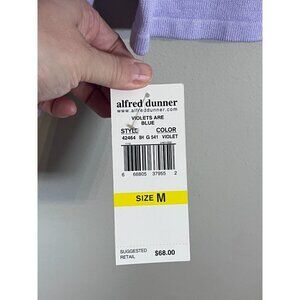 alfred dunner
www.alfreddunner.com
VIOLETS ARE
BLUE
STYLE COLOR
42464 BH G 541 VIOLET
6 66805 37955 2
SIZE M
SUGGESTED
RETAIL $68.00